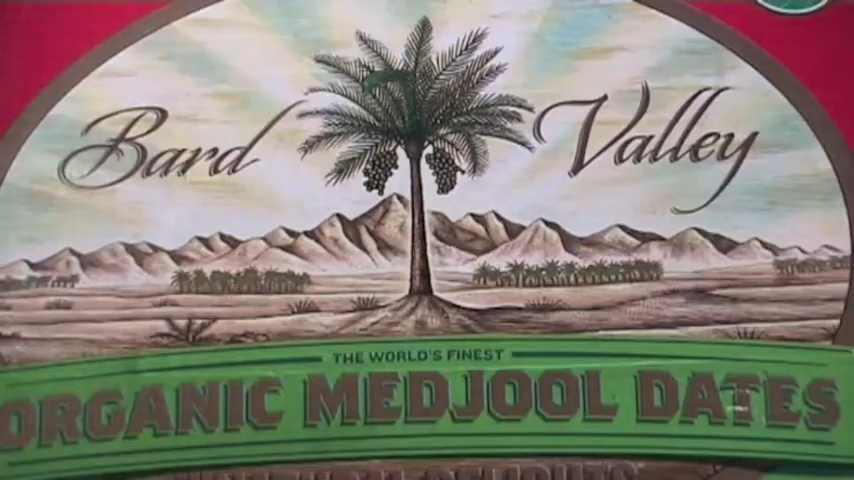 Bard Valley
THE WORLD'S FINEST
ORGANIC MEDJOOL DATES